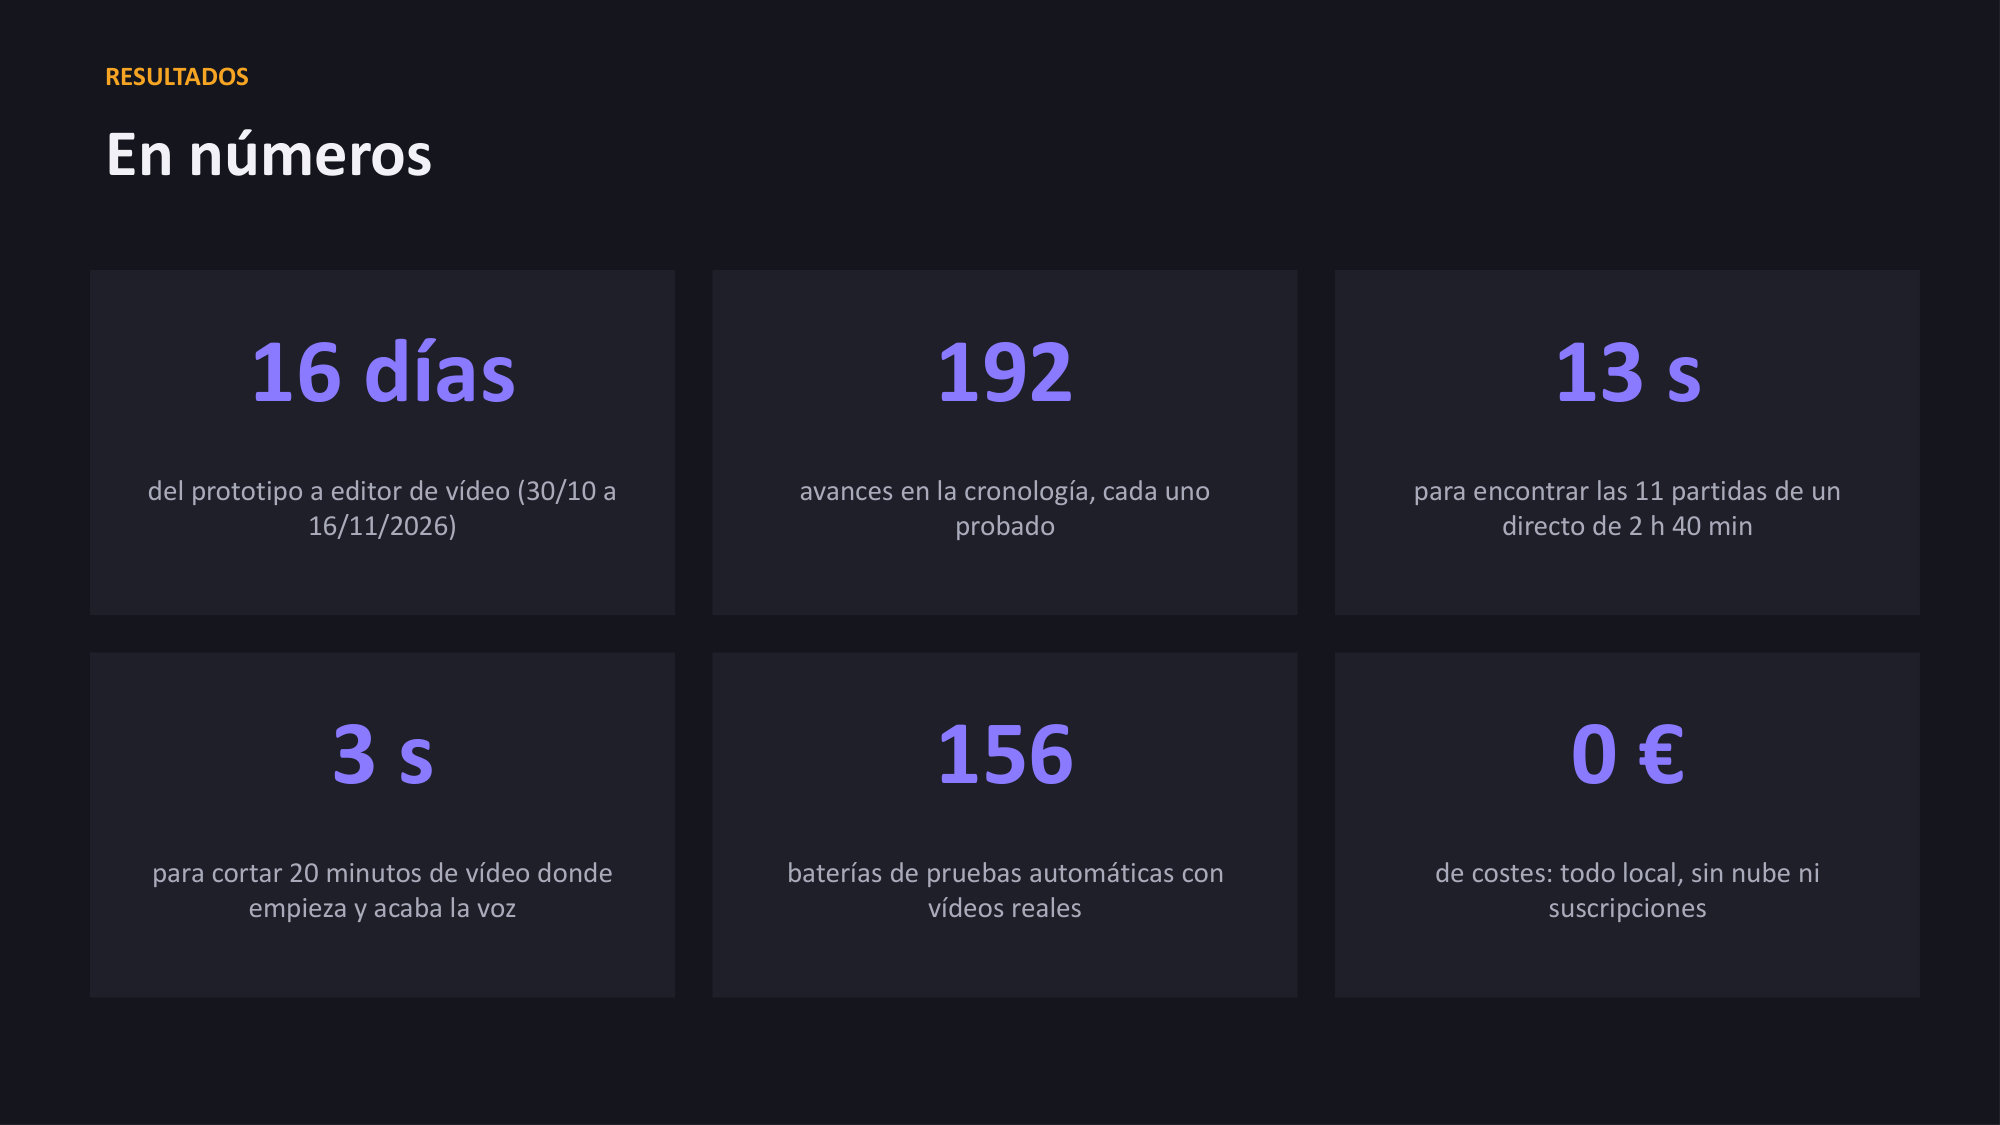 RESULTADOS
En números
16 días
del prototipo a editor de vídeo (30/10 a
16/11/2026)
192
avances en la cronología, cada uno
probado
13 s
para encontrar las 11 partidas de un
directo de 2 h 40 min
3 s
para cortar 20 minutos de vídeo donde
empieza y acaba la voz
156
baterías de pruebas automáticas con
vídeos reales
0 €
de costes: todo local, sin nube ni
suscripciones